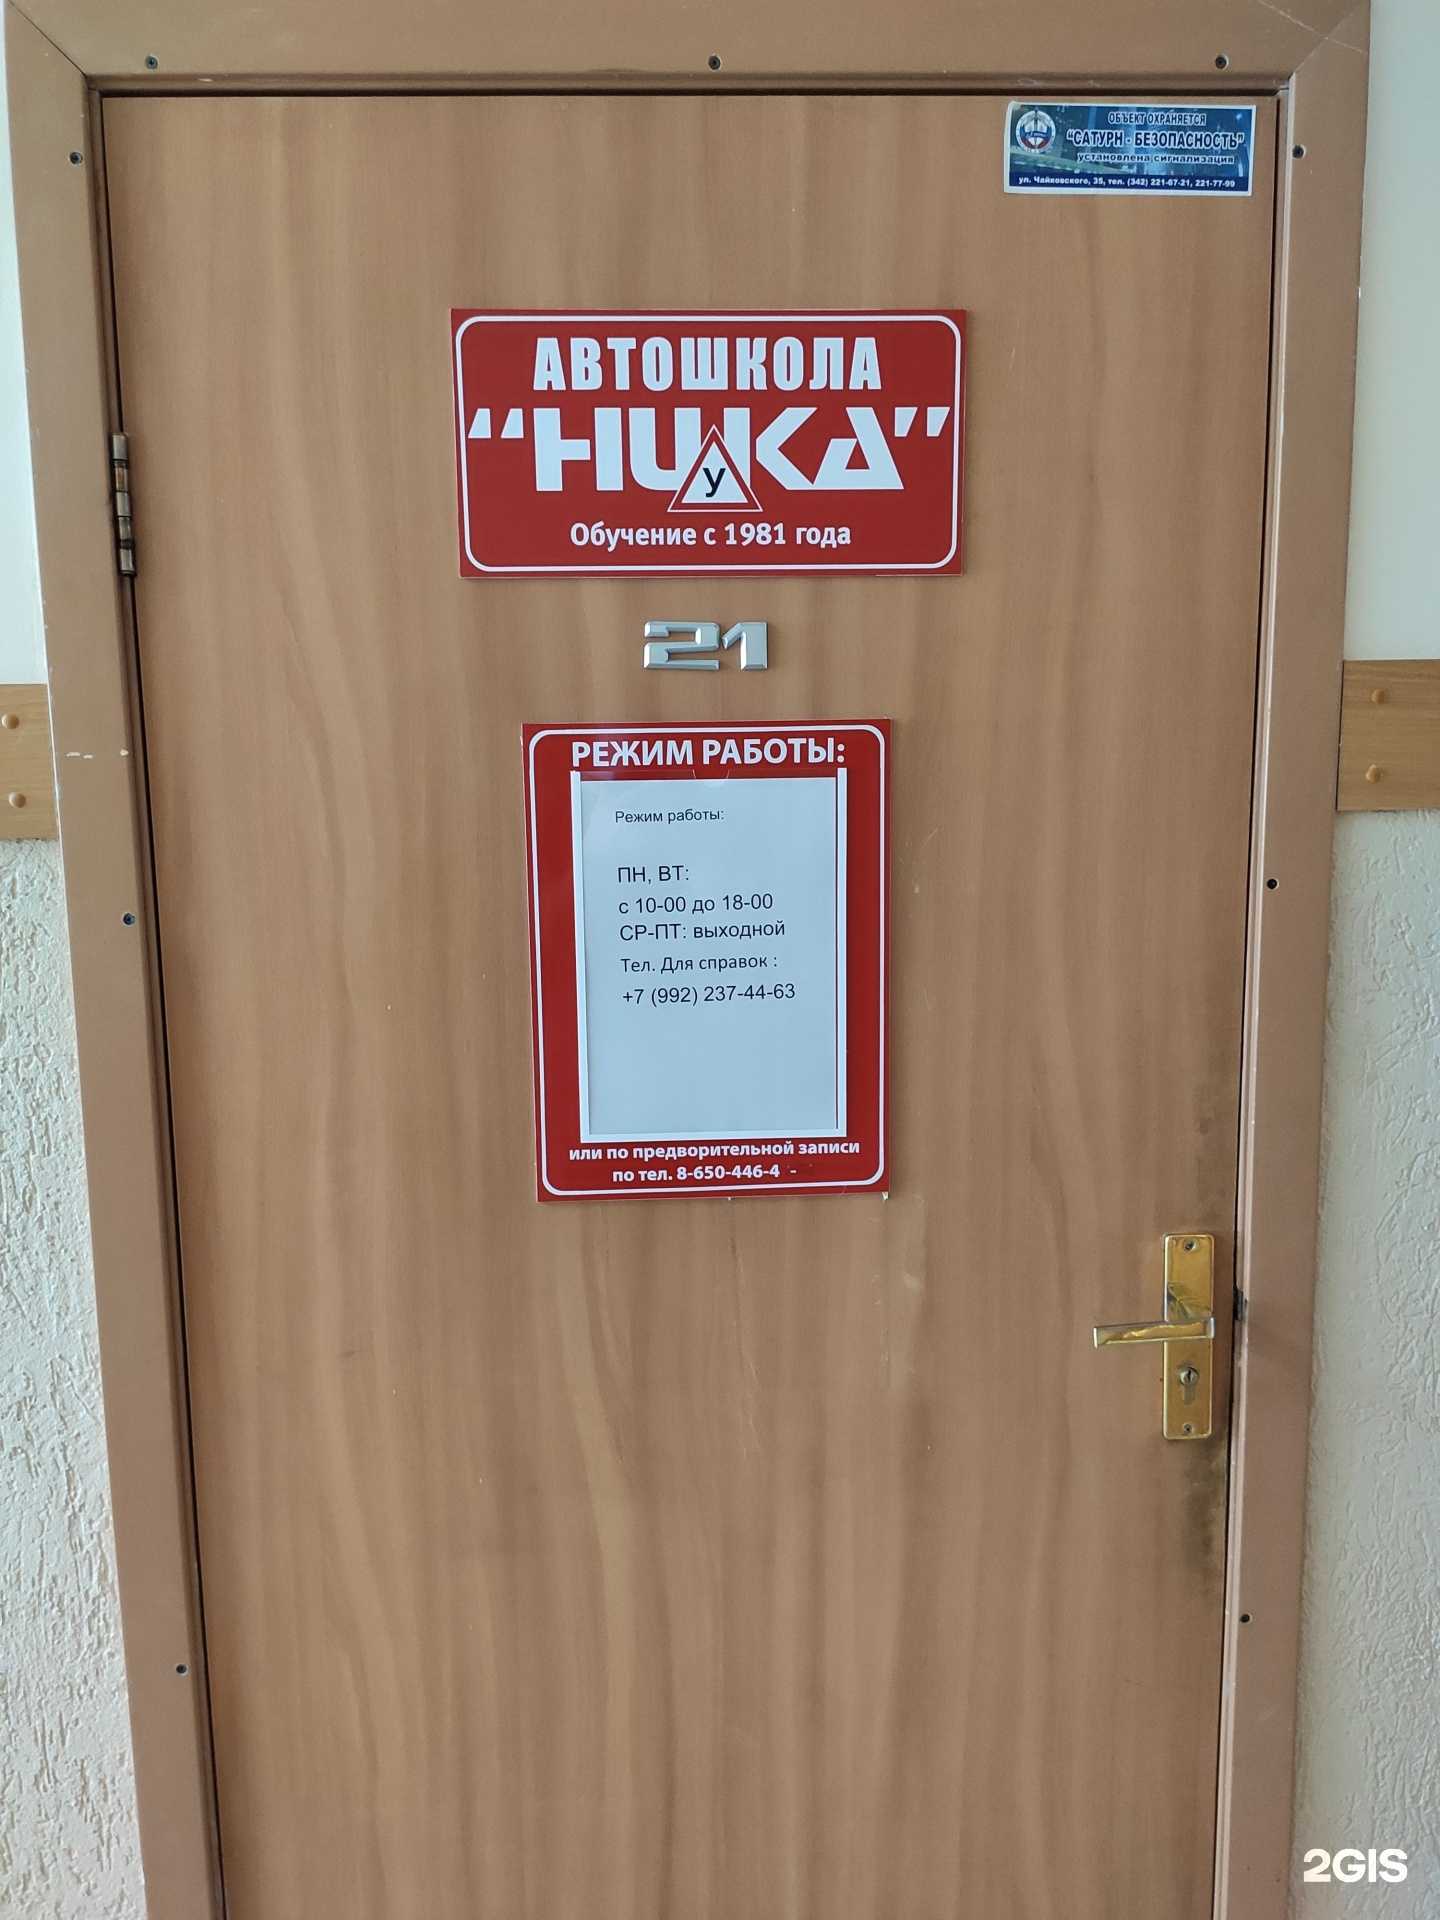 ОБЪЕКТ ОХРАНЯЕТСЯ
"САТУРН - БЕЗОПАСНОСТЬ"
установлена сигнализация
ул. Чайковского, 35, тел. (342) 221-67-21, 221-77-99
АВТОШКОЛА
"НИКА"
У
Обучение с 1981 года
21
РЕЖИМ РАБОТЫ:
Режим работы:
ПН, ВТ:
с 10-00 до 18-00
СР-ПТ: выходной
Тел. Для справок :
+7 (992) 237-44-63
или по предворительной записи
по тел. 8-650-446-4 -
2GIS